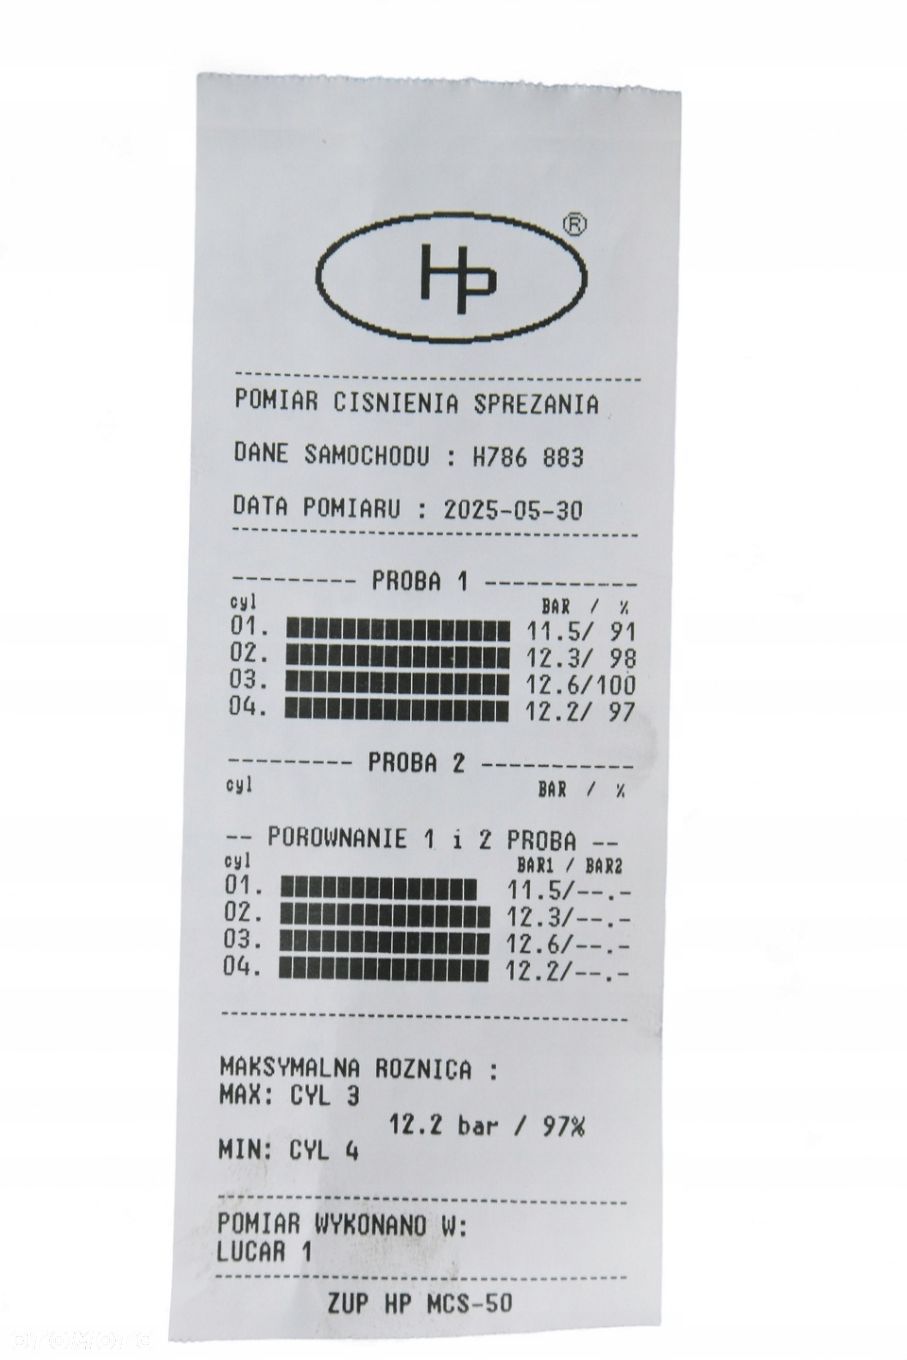 HP ®
POMIAR CISNIENIA SPREZANIA
DANE SAMOCHODU : H786 883
DATA POMIARU : 2025-05-30
--------- PROBA 1 -----------
cyl BAR / %
01. 11.5/ 91
02. 12.3/ 98
03. 12.6/100
04. 12.2/ 97
--------- PROBA 2 -----------
cyl BAR / %
-- POROWNANIE 1 i 2 PROBA --
cyl BAR1 / BAR2
01. 11.5/--.-
02. 12.3/--.-
03. 12.6/--.-
04. 12.2/--.-
MAKSYMALNA ROZNICA :
MAX: CYL 3
12.2 bar / 97%
MIN: CYL 4
POMIAR WYKONANO W:
LUCAR 1
ZUP HP MCS-50